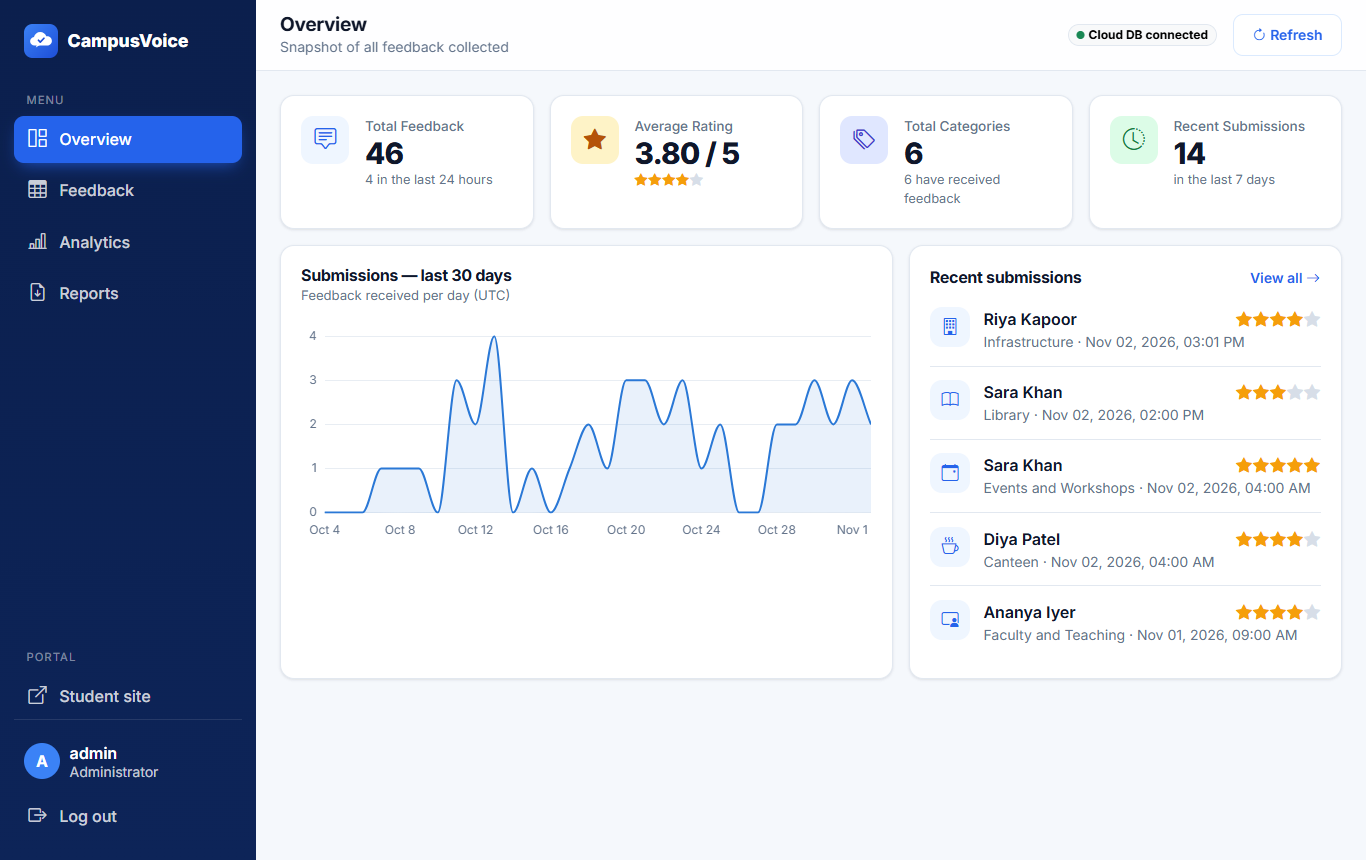 CampusVoice
MENU
Overview
Feedback
Analytics
Reports
PORTAL
Student site
A
admin
Administrator
Log out
Overview
Snapshot of all feedback collected
Cloud DB connected
Refresh
Total Feedback
46
4 in the last 24 hours
Average Rating
3.80 / 5
Total Categories
6
6 have received
feedback
Recent Submissions
14
in the last 7 days
Submissions — last 30 days
Feedback received per day (UTC)
4
3
2
1
0
Oct 4 Oct 8 Oct 12 Oct 16 Oct 20 Oct 24 Oct 28 Nov 1
Recent submissions
View all →
Riya Kapoor
Infrastructure · Nov 02, 2026, 03:01 PM
Sara Khan
Library · Nov 02, 2026, 02:00 PM
Sara Khan
Events and Workshops · Nov 02, 2026, 04:00 AM
Diya Patel
Canteen · Nov 02, 2026, 04:00 AM
Ananya Iyer
Faculty and Teaching · Nov 01, 2026, 09:00 AM